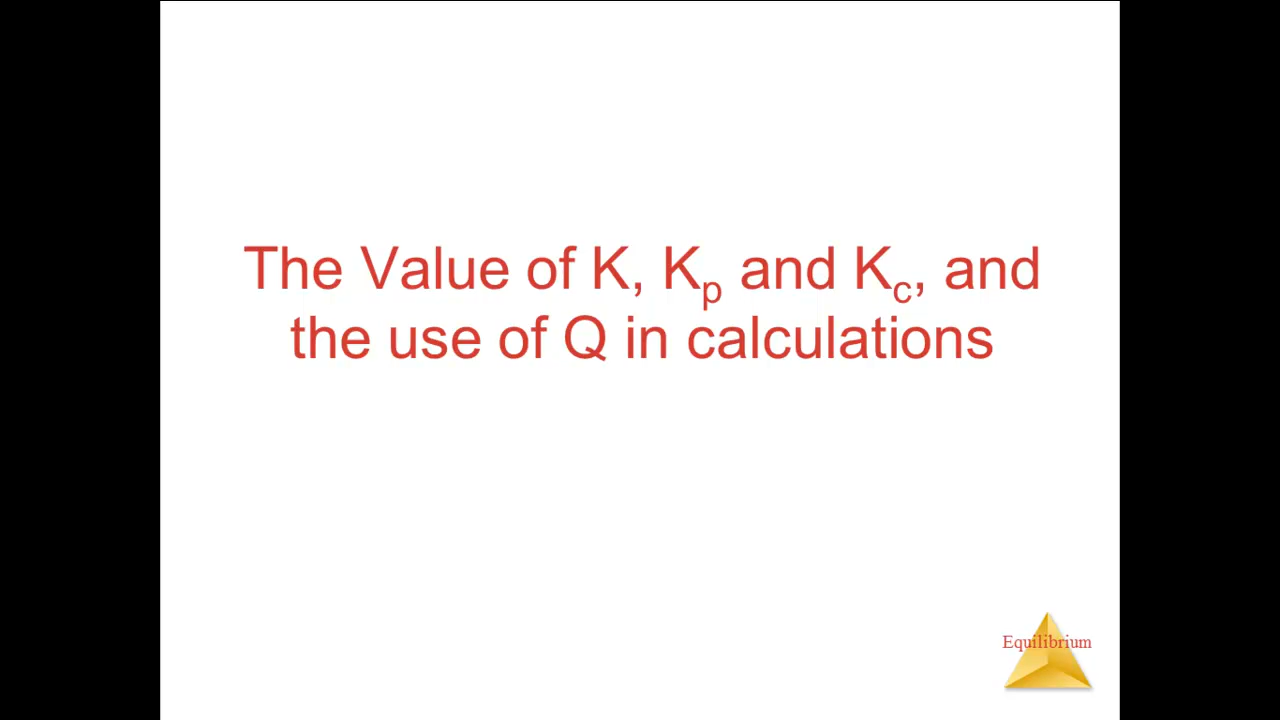 The Value of K, Kp and Kc, and
the use of Q in calculations
Equilibrium